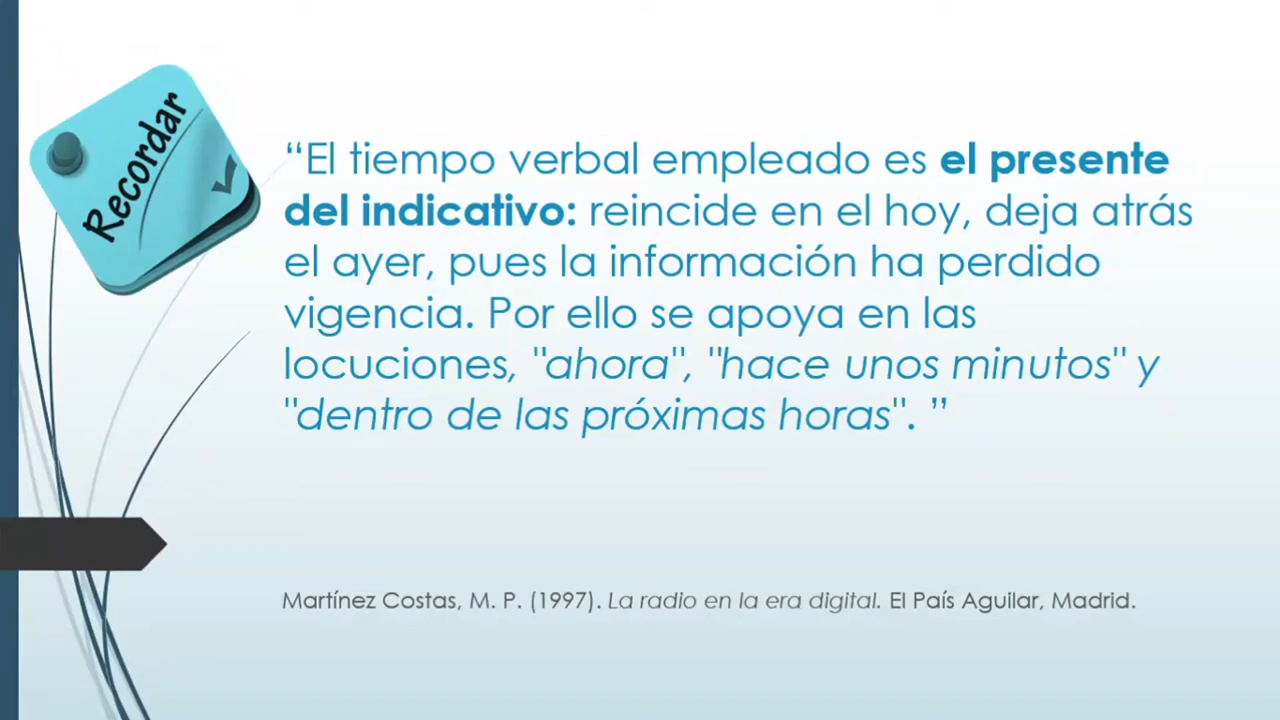 Recordar
“El tiempo verbal empleado es el presente
del indicativo: reincide en el hoy, deja atrás
el ayer, pues la información ha perdido
vigencia. Por ello se apoya en las
locuciones, "ahora", "hace unos minutos" y
"dentro de las próximas horas". ”
Martínez Costas, M. P. (1997). La radio en la era digital. El País Aguilar, Madrid.